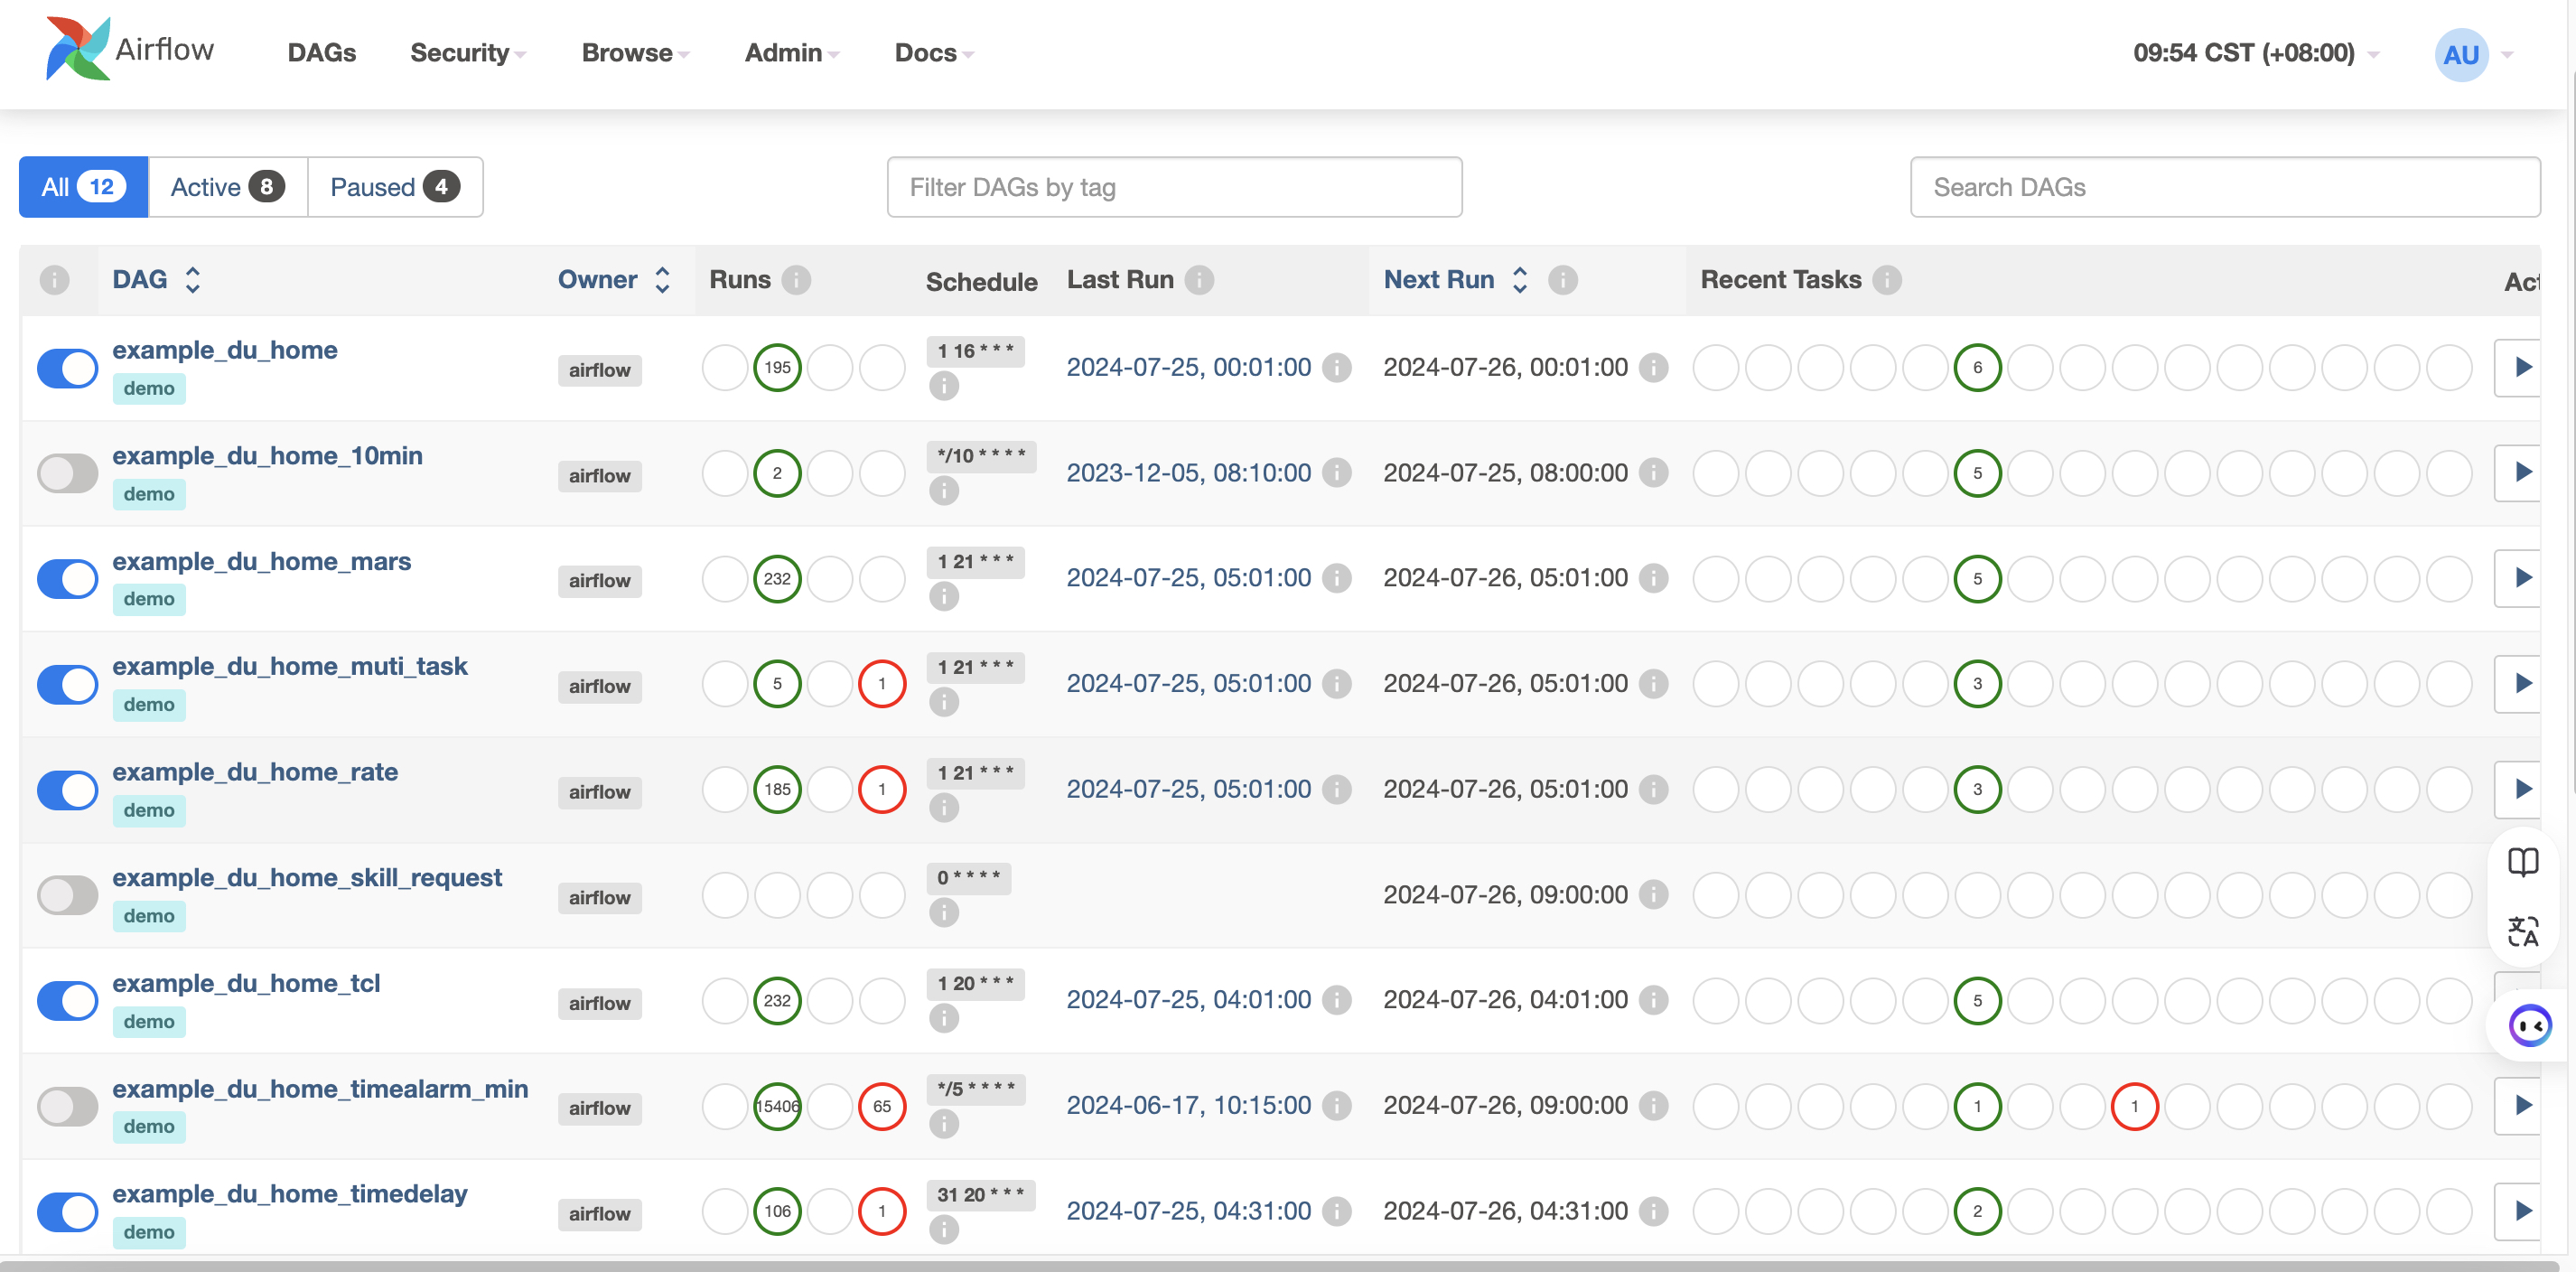 Airflow DAGs Security Browse Admin Docs 09:54 CST (+08:00) AU
All 12 Active 8 Paused 4 Filter DAGs by tag Search DAGs
DAG Owner Runs Schedule Last Run Next Run Recent Tasks
example_du_home airflow 195 1 16 * * * 2024-07-25, 00:01:00 2024-07-26, 00:01:00 6
demo
example_du_home_10min airflow 2 */10 * * * * 2023-12-05, 08:10:00 2024-07-25, 08:00:00 5
demo
example_du_home_mars airflow 232 1 21 * * * 2024-07-25, 05:01:00 2024-07-26, 05:01:00 5
demo
example_du_home_muti_task airflow 5 1 1 21 * * * 2024-07-25, 05:01:00 2024-07-26, 05:01:00 3
demo
example_du_home_rate airflow 185 1 1 21 * * * 2024-07-25, 05:01:00 2024-07-26, 05:01:00 3
demo
example_du_home_skill_request airflow 0 * * * * 2024-07-26, 09:00:00
demo
example_du_home_tcl airflow 232 1 20 * * * 2024-07-25, 04:01:00 2024-07-26, 04:01:00 5
demo
example_du_home_timealarm_min airflow 15406 65 */5 * * * * 2024-06-17, 10:15:00 2024-07-26, 09:00:00 1 1
demo
example_du_home_timedelay airflow 106 1 31 20 * * * 2024-07-25, 04:31:00 2024-07-26, 04:31:00 2
demo